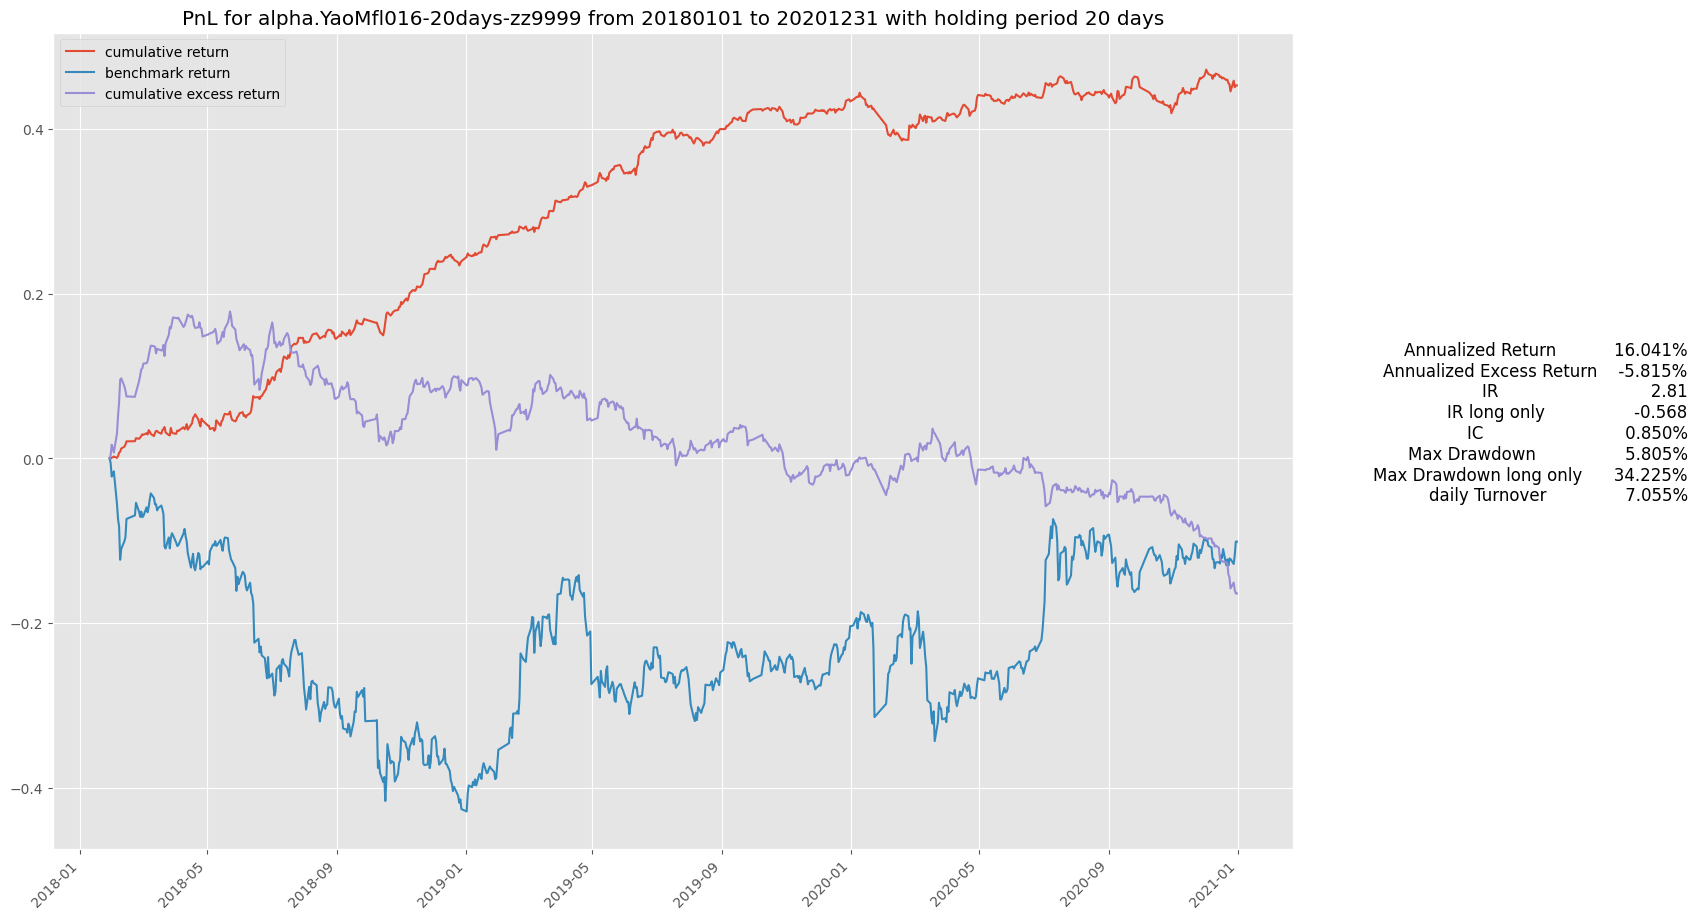 PnL for alpha.YaoMfl016-20days-zz9999 from 20180101 to 20201231 with holding period 20 days
cumulative return
benchmark return
cumulative excess return
0.4
0.2
0.0
−0.2
−0.4
2018-01
2018-05
2018-09
2019-01
2019-05
2019-09
2020-01
2020-05
2020-09
2021-01
Annualized Return 16.041%
Annualized Excess Return -5.815%
IR 2.81
IR long only -0.568
IC 0.850%
Max Drawdown 5.805%
Max Drawdown long only 34.225%
daily Turnover 7.055%